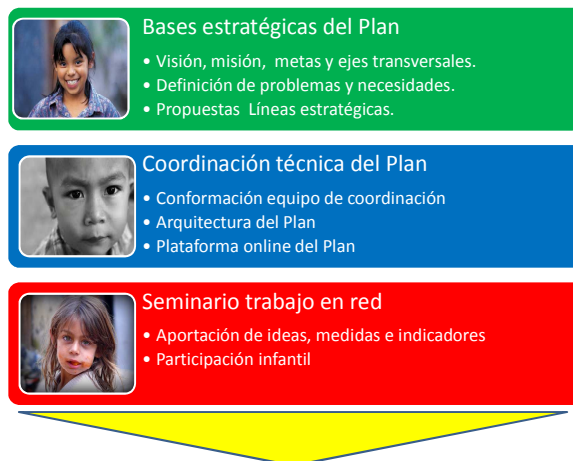 Bases estratégicas del Plan
• Visión, misión, metas y ejes transversales.
• Definición de problemas y necesidades.
• Propuestas Líneas estratégicas.
Coordinación técnica del Plan
• Conformación equipo de coordinación
• Arquitectura del Plan
• Plataforma online del Plan
Seminario trabajo en red
• Aportación de ideas, medidas e indicadores
• Participación infantil